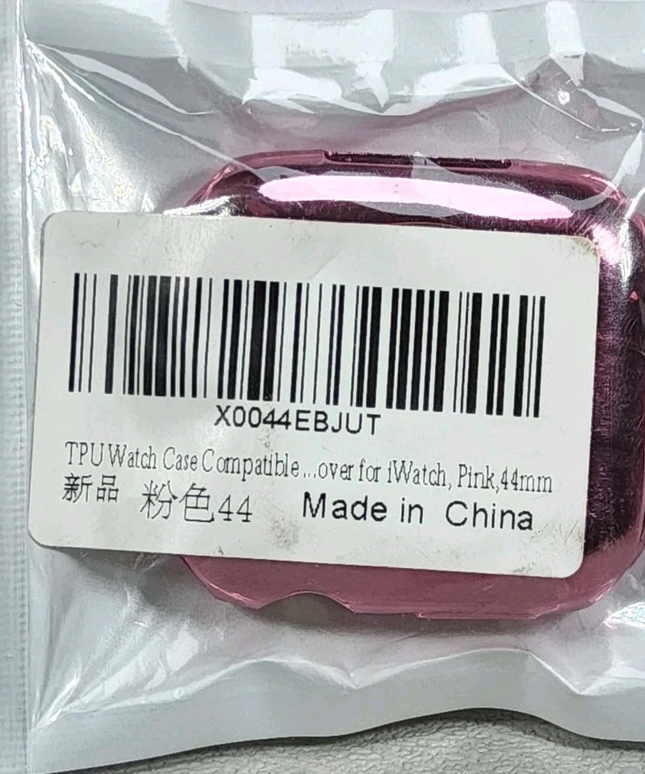 X0044EBJUT
TPU Watch Case Compatible...over for iWatch, Pink,44mm
新品 粉色44 Made in China